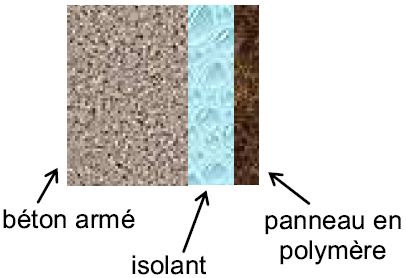 béton armé
isolant
panneau en
polymère